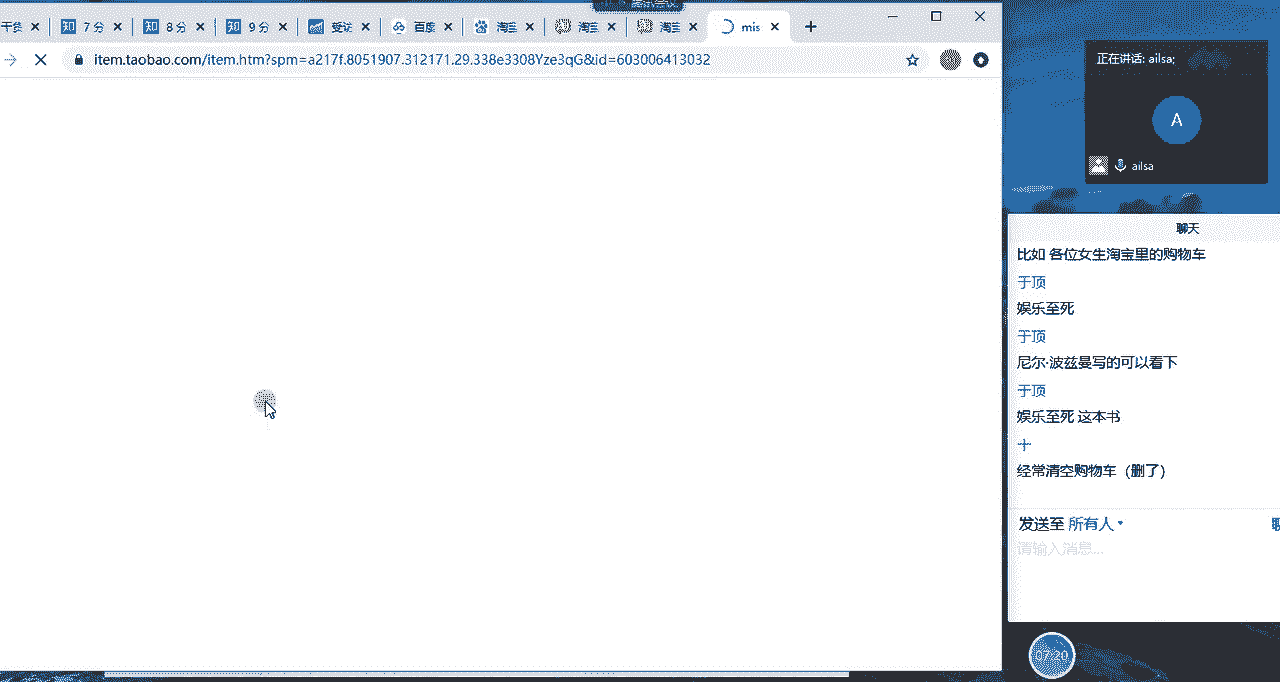 干货
知 7 分
知 8 分
知 9 分
受访
百度
淘宝
淘宝
淘宝
mis
item.taobao.com/item.htm?spm=a217f.8051907.312171.29.338e3308Yze3qG&id=603006413032
正在讲话: ailsa;
A
ailsa
聊天
比如 各位女生淘宝里的购物车
于顶
娱乐至死
于顶
尼尔·波兹曼写的可以看下
于顶
娱乐至死 这本书
十
经常清空购物车（删了）
发送至 所有人
请输入消息...
07:20